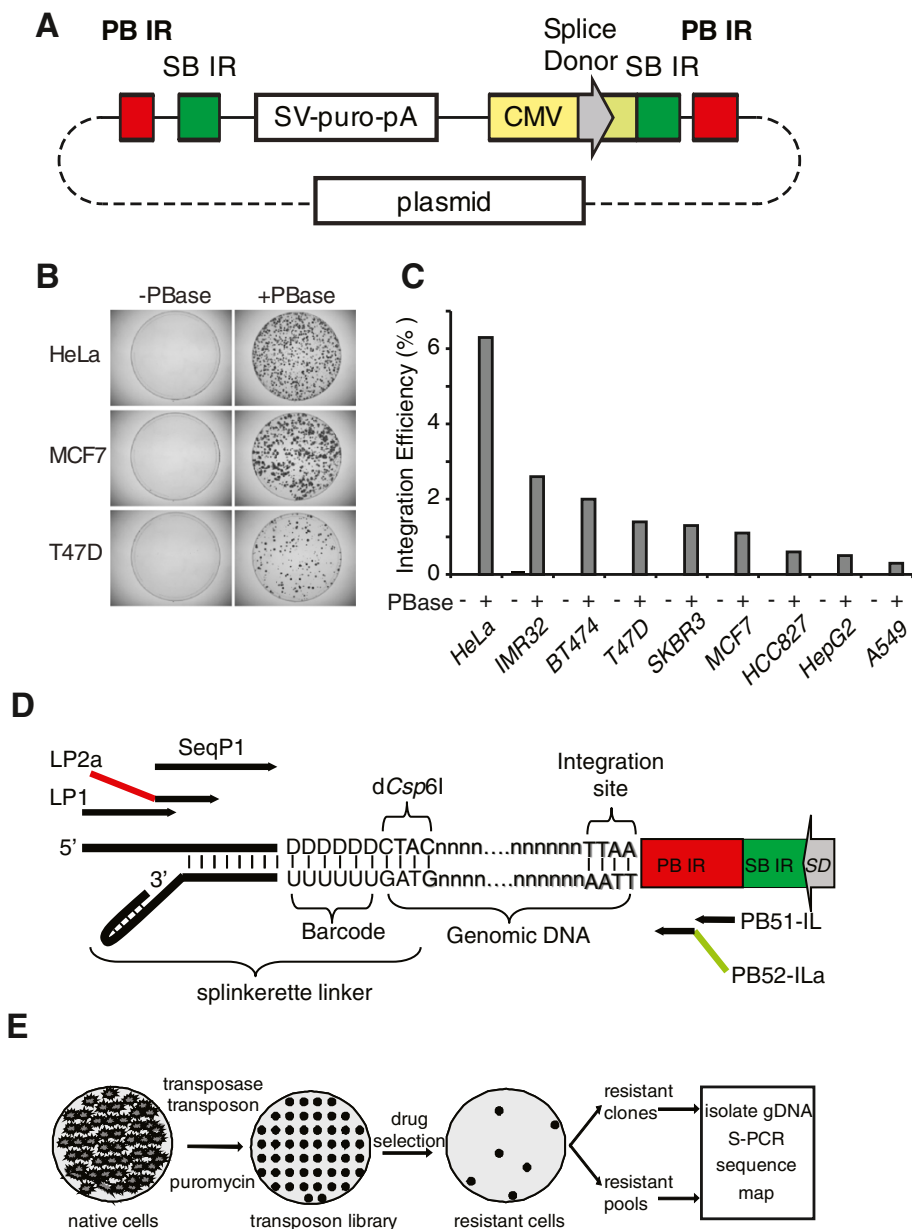 A
PB IR
SB IR
Splice
Donor
PB IR
SB IR
SV-puro-pA
CMV
plasmid
B
-PBase
+PBase
HeLa
MCF7
T47D
C
Integration Efficiency (%)
6
4
2
0
PBase
- + - + - + - + - + - + - + - + - +
HeLa
IMR32
BT474
T47D
SKBR3
MCF7
HCC827
HepG2
A549
D
LP2a
SeqP1
LP1
dCsp6I
Integration
site
5’
DDDDDDCTACnnnn....nnnnnnTTAA
3’
UUUUUUGATGnnnn....nnnnnnAATT
PB IR
SB IR
SD
Barcode
Genomic DNA
PB51-IL
PB52-ILa
splinkerette linker
E
transposase
transposon
puromycin
drug
selection
resistant
clones
resistant
pools
isolate gDNA
S-PCR
sequence
map
native cells
transposon library
resistant cells